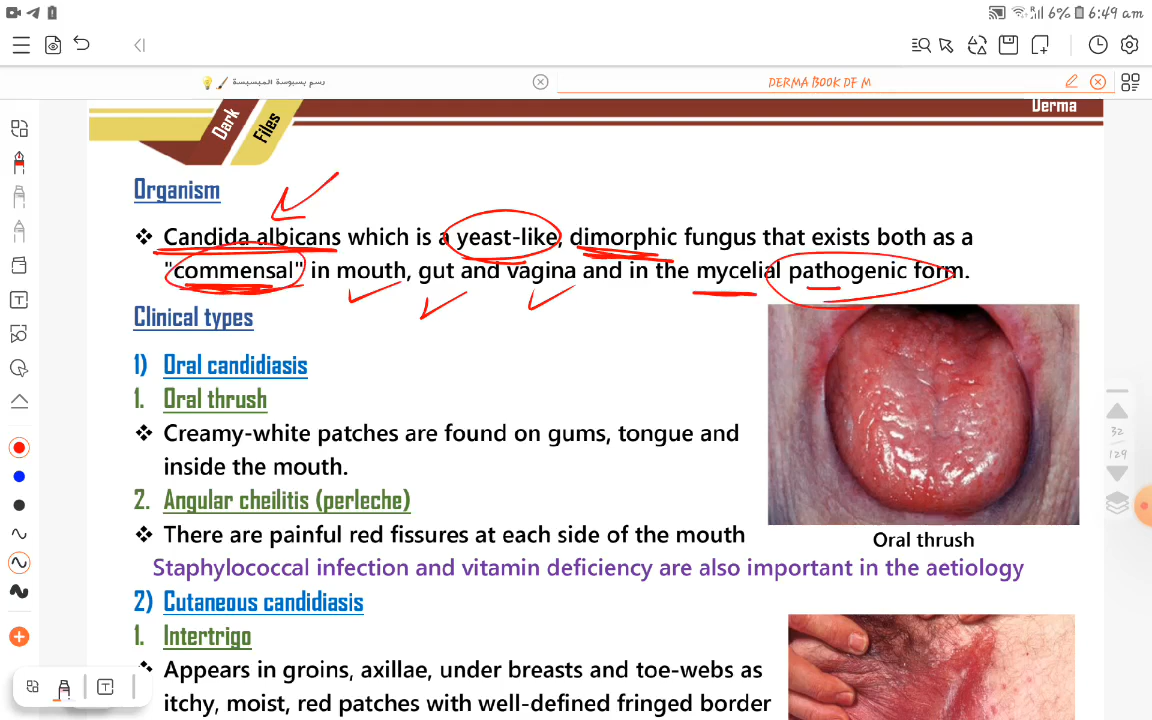 6% 6:49 am
رسم بسبوسة المبسبسة
DERMA BOOK DF M
Dark
Files
Derma
Organism
❖ Candida albicans which is a yeast-like, dimorphic fungus that exists both as a
"commensal" in mouth, gut and vagina and in the mycelial pathogenic form.
Clinical types
1) Oral candidiasis
1. Oral thrush
❖ Creamy-white patches are found on gums, tongue and
inside the mouth.
2. Angular cheilitis (perleche)
❖ There are painful red fissures at each side of the mouth
Oral thrush
Staphylococcal infection and vitamin deficiency are also important in the aetiology
2) Cutaneous candidiasis
1. Intertrigo
Appears in groins, axillae, under breasts and toe-webs as
itchy, moist, red patches with well-defined fringed border
32
129